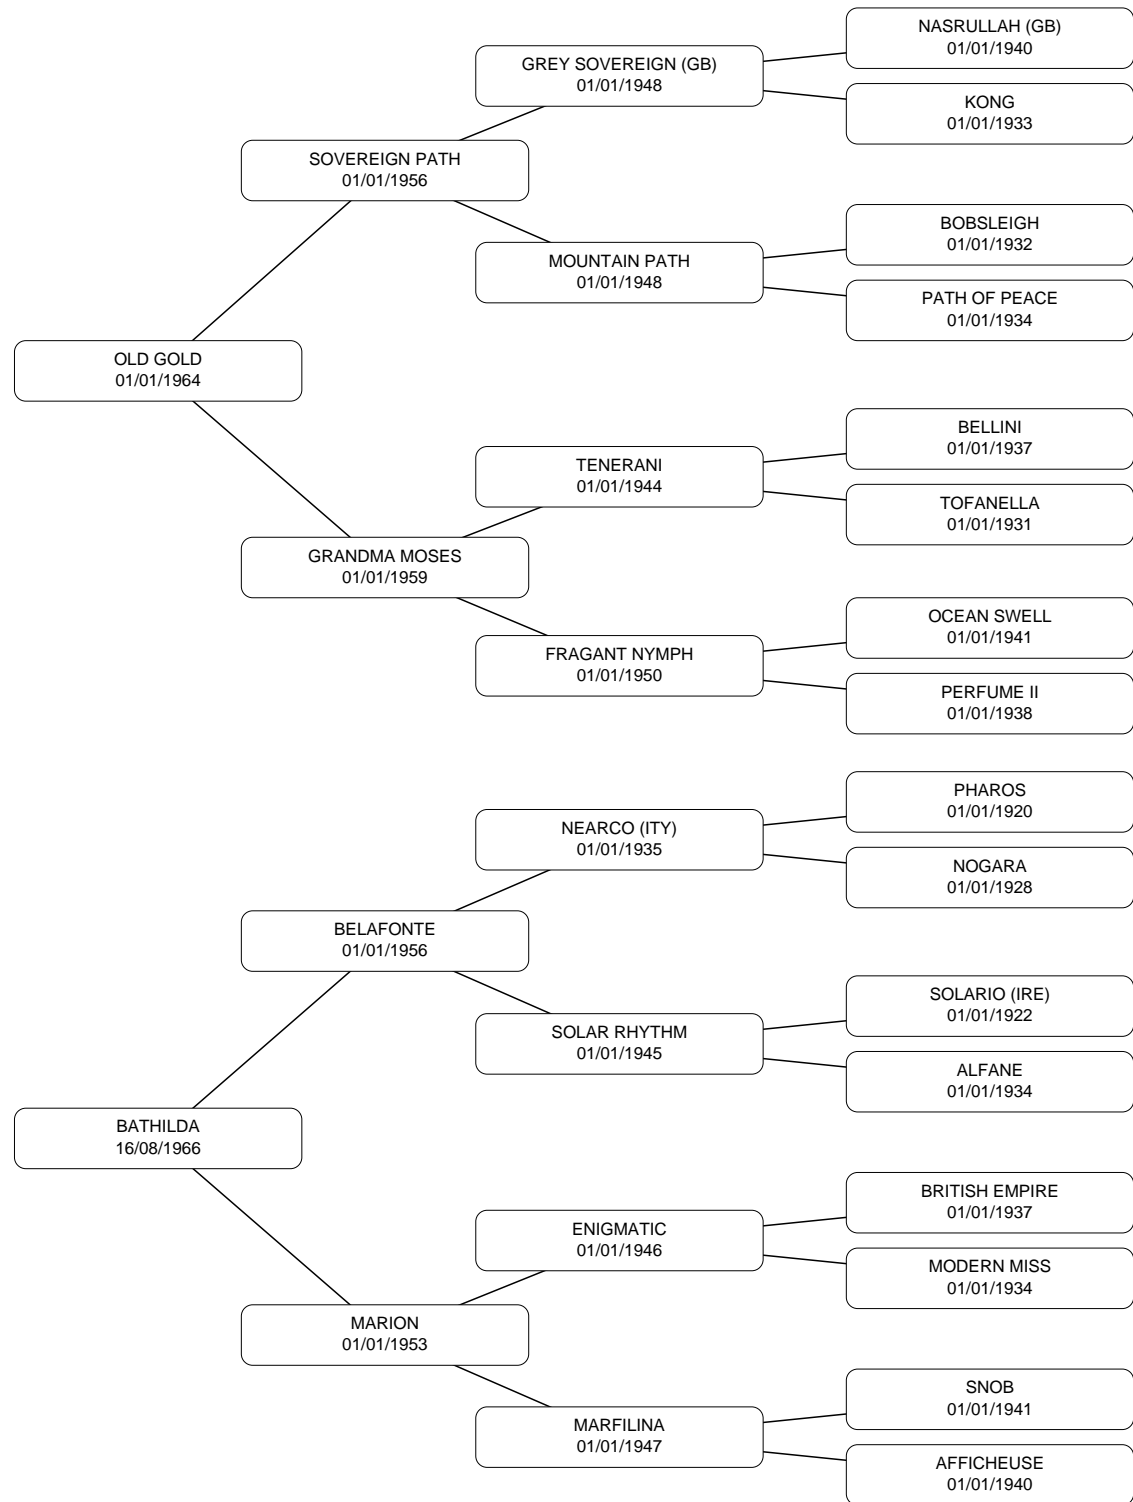 NASRULLAH (GB)
01/01/1940
GREY SOVEREIGN (GB)
01/01/1948
KONG
01/01/1933
SOVEREIGN PATH
01/01/1956
BOBSLEIGH
01/01/1932
MOUNTAIN PATH
01/01/1948
PATH OF PEACE
01/01/1934
OLD GOLD
01/01/1964
BELLINI
01/01/1937
TENERANI
01/01/1944
TOFANELLA
01/01/1931
GRANDMA MOSES
01/01/1959
OCEAN SWELL
01/01/1941
FRAGANT NYMPH
01/01/1950
PERFUME II
01/01/1938
PHAROS
01/01/1920
NEARCO (ITY)
01/01/1935
NOGARA
01/01/1928
BELAFONTE
01/01/1956
SOLARIO (IRE)
01/01/1922
SOLAR RHYTHM
01/01/1945
ALFANE
01/01/1934
BATHILDA
16/08/1966
BRITISH EMPIRE
01/01/1937
ENIGMATIC
01/01/1946
MODERN MISS
01/01/1934
MARION
01/01/1953
SNOB
01/01/1941
MARFILINA
01/01/1947
AFFICHEUSE
01/01/1940